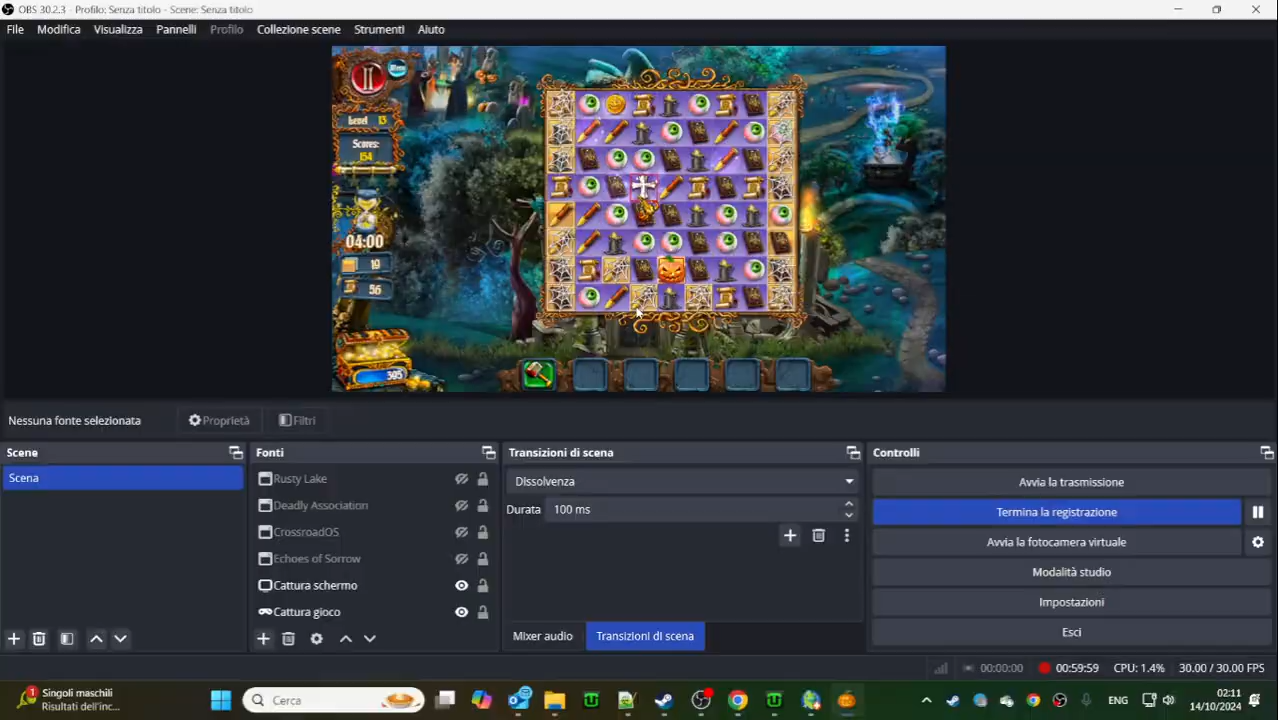 OBS 30.2.3 - Profilo: Senza titolo - Scene: Senza titolo
File Modifica Visualizza Pannelli Profilo Collezione scene Strumenti Aiuto
Menu
Level 13
Scores:
154
04:00
19
56
395
Nessuna fonte selezionata Proprietà Filtri
Scene Fonti Transizioni di scena Controlli
Scena
Rusty Lake
Deadly Association
CrossroadOS
Echoes of Sorrow
Cattura schermo
Cattura gioco
Dissolvenza
Durata 100 ms
Mixer audio Transizioni di scena
Avvia la trasmissione
Termina la registrazione
Avvia la fotocamera virtuale
Modalità studio
Impostazioni
Esci
00:00:00 00:59:59 CPU: 1.4% 30.00 / 30.00 FPS
1
Singoli maschili
Risultati dell'inc...
Cerca
ENG
02:11
14/10/2024